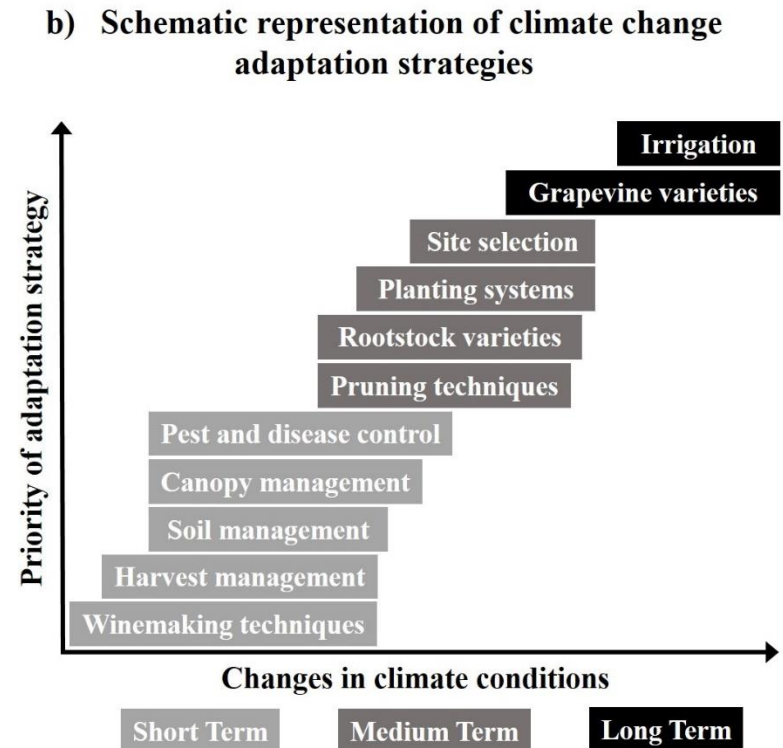 b) Schematic representation of climate change
adaptation strategies
Priority of adaptation strategy
Irrigation
Grapevine varieties
Site selection
Planting systems
Rootstock varieties
Pruning techniques
Pest and disease control
Canopy management
Soil management
Harvest management
Winemaking techniques
Changes in climate conditions
Short Term
Medium Term
Long Term